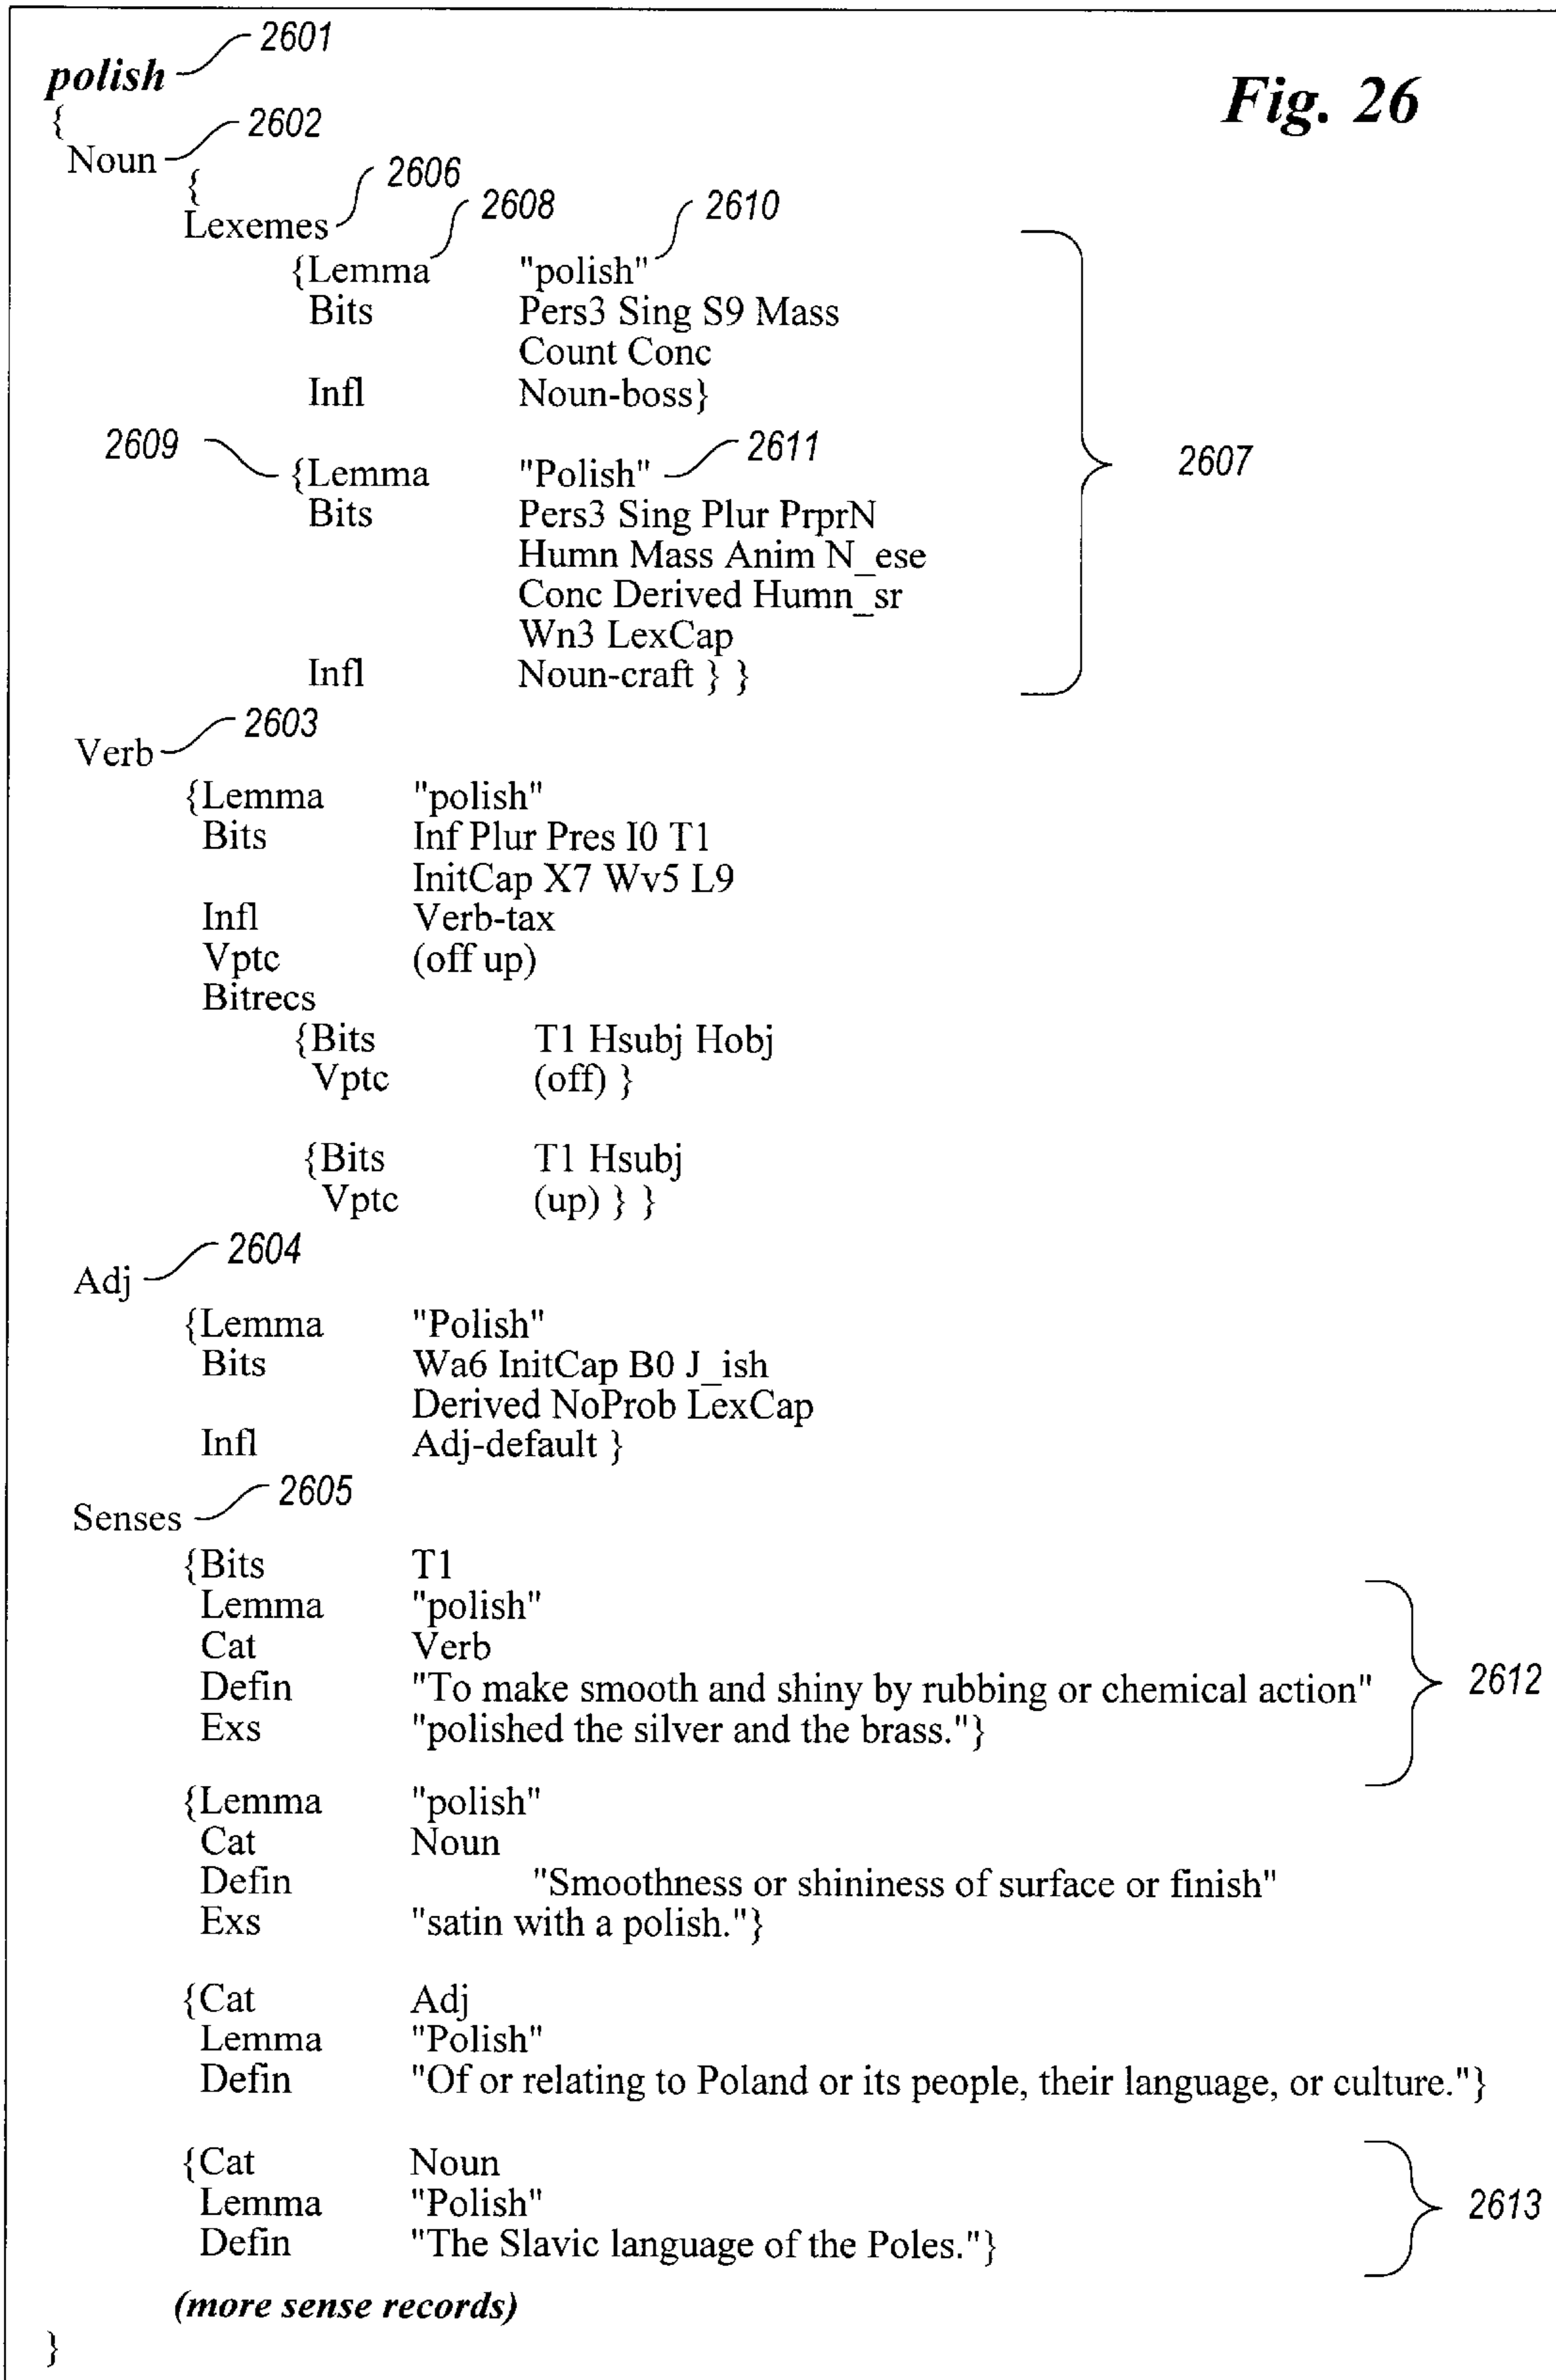 2601
polish
Fig. 26
{
2602
Noun
{
2606
Lexemes
2608
2610
{Lemma "polish"
Bits Pers3 Sing S9 Mass
Count Conc
Infl Noun-boss}
2609
2611
{Lemma "Polish"
2607
Bits Pers3 Sing Plur PrprN
Humn Mass Anim N_ese
Conc Derived Humn_sr
Wn3 LexCap
Infl Noun-craft } }
2603
Verb
{Lemma "polish"
Bits Inf Plur Pres I0 T1
InitCap X7 Wv5 L9
Infl Verb-tax
Vptc (off up)
Bitrecs
{Bits T1 Hsubj Hobj
Vptc (off) }
{Bits T1 Hsubj
Vptc (up) } }
2604
Adj
{Lemma "Polish"
Bits Wa6 InitCap B0 J_ish
Derived NoProb LexCap
Infl Adj-default }
2605
Senses
{Bits T1
Lemma "polish"
Cat Verb
Defin "To make smooth and shiny by rubbing or chemical action"
2612
Exs "polished the silver and the brass."}
{Lemma "polish"
Cat Noun
Defin "Smoothness or shininess of surface or finish"
Exs "satin with a polish."}
{Cat Adj
Lemma "Polish"
Defin "Of or relating to Poland or its people, their language, or culture."}
{Cat Noun
Lemma "Polish"
2613
Defin "The Slavic language of the Poles."}
(more sense records)
}